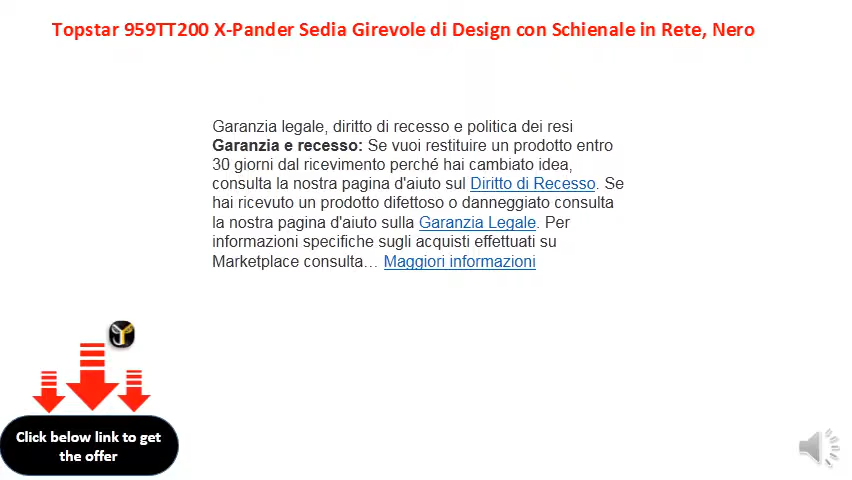 Topstar 959TT200 X-Pander Sedia Girevole di Design con Schienale in Rete, Nero
Garanzia legale, diritto di recesso e politica dei resi
Garanzia e recesso: Se vuoi restituire un prodotto entro
30 giorni dal ricevimento perché hai cambiato idea,
consulta la nostra pagina d'aiuto sul Diritto di Recesso. Se
hai ricevuto un prodotto difettoso o danneggiato consulta
la nostra pagina d'aiuto sulla Garanzia Legale. Per
informazioni specifiche sugli acquisti effettuati su
Marketplace consulta… Maggiori informazioni
Click below link to get
the offer